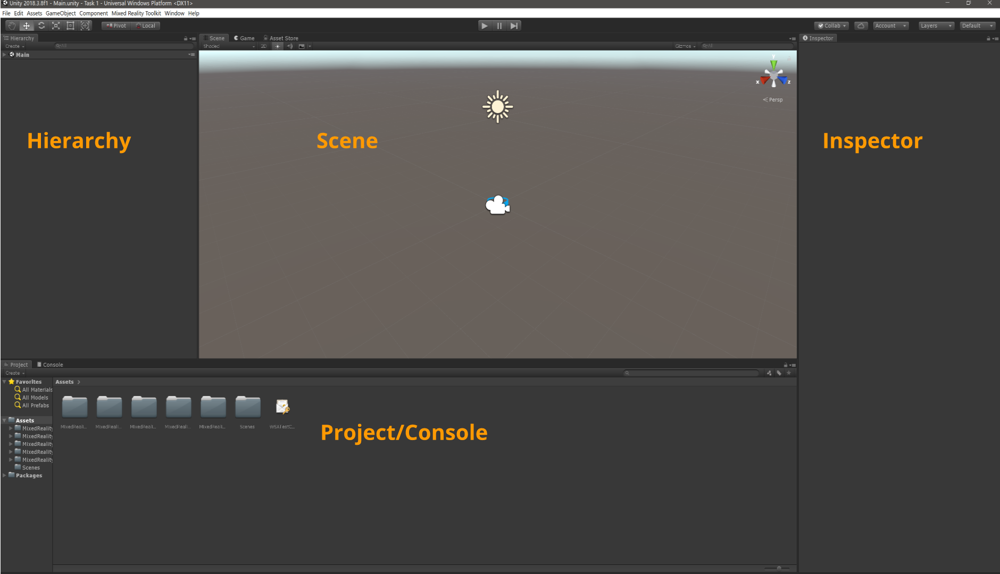 Unity 2018.3.8f1 - Main.unity - Task 1 - Universal Windows Platform <DX11>
File Edit Assets GameObject Component Mixed Reality Toolkit Window Help
Pivot Local Collab Account Layers Default
Hierarchy Scene Game Asset Store Inspector
Create All Shaded 2D Gizmos All
Main
y
x z
Persp
Hierarchy Scene Inspector
Project Console
Create
Favorites Assets
All Materials
All Models
All Prefabs
Assets
MixedReali... MixedReali... MixedReali... MixedReali... MixedReali... Scenes WSATestC...
MixedReality
MixedReality
MixedReality
MixedReality
MixedReality
Scenes
Packages
Project/Console